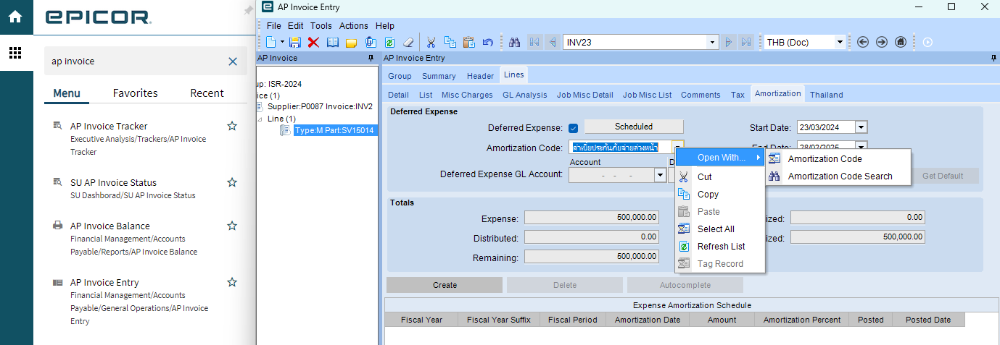 EPICOR
ap invoice
Menu Favorites Recent
AP Invoice Tracker
Executive Analysis/Trackers/AP Invoice
Tracker
SU AP Invoice Status
SU Dashborad/SU AP Invoice Status
AP Invoice Balance
Financial Management/Accounts
Payable/Reports/AP Invoice Balance
AP Invoice Entry
Financial Management/Accounts
Payable/General Operations/AP Invoice
Entry
AP Invoice Entry
File Edit Tools Actions Help
INV23 THB (Doc)
AP Invoice
up: ISR-2024
ice (1)
Supplier:P0087 Invoice:INV2
Line (1)
Type:M Part:SV15014
AP Invoice Entry
Group Summary Header Lines
Detail List Misc Charges GL Analysis Job Misc Detail Job Misc List Comments Tax Amortization Thailand
Deferred Expense
Deferred Expense: Scheduled Start Date: 23/03/2024
Amortization Code: ค่าเบี้ยประกันภัยจ่ายล่วงหน้า End Date: 28/02/2025
Account D
Deferred Expense GL Account: - - - Get Default
Open With...
Cut
Copy
Paste
Select All
Refresh List
Tag Record
Amortization Code
Amortization Code Search
Totals
Expense: 500,000.00 ized: 0.00
Distributed: 0.00 ized: 500,000.00
Remaining: 500,000.00
Create Delete Autocomplete
Expense Amortization Schedule
Fiscal Year Fiscal Year Suffix Fiscal Period Amortization Date Amount Amortization Percent Posted Posted Date